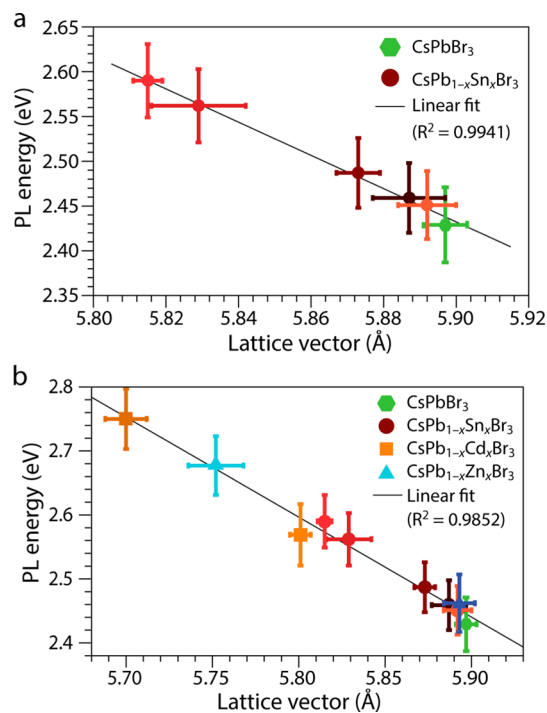 a
PL energy (eV)
2.65
2.60
2.55
2.50
2.45
2.40
2.35
CsPbBr₃
CsPb₁₋ₓSnₓBr₃
Linear fit
(R² = 0.9941)
5.80 5.82 5.84 5.86 5.88 5.90 5.92
Lattice vector (Å)
b
PL energy (eV)
2.8
2.7
2.6
2.5
2.4
CsPbBr₃
CsPb₁₋ₓSnₓBr₃
CsPb₁₋ₓCdₓBr₃
CsPb₁₋ₓZnₓBr₃
Linear fit
(R² = 0.9852)
5.70 5.75 5.80 5.85 5.90
Lattice vector (Å)